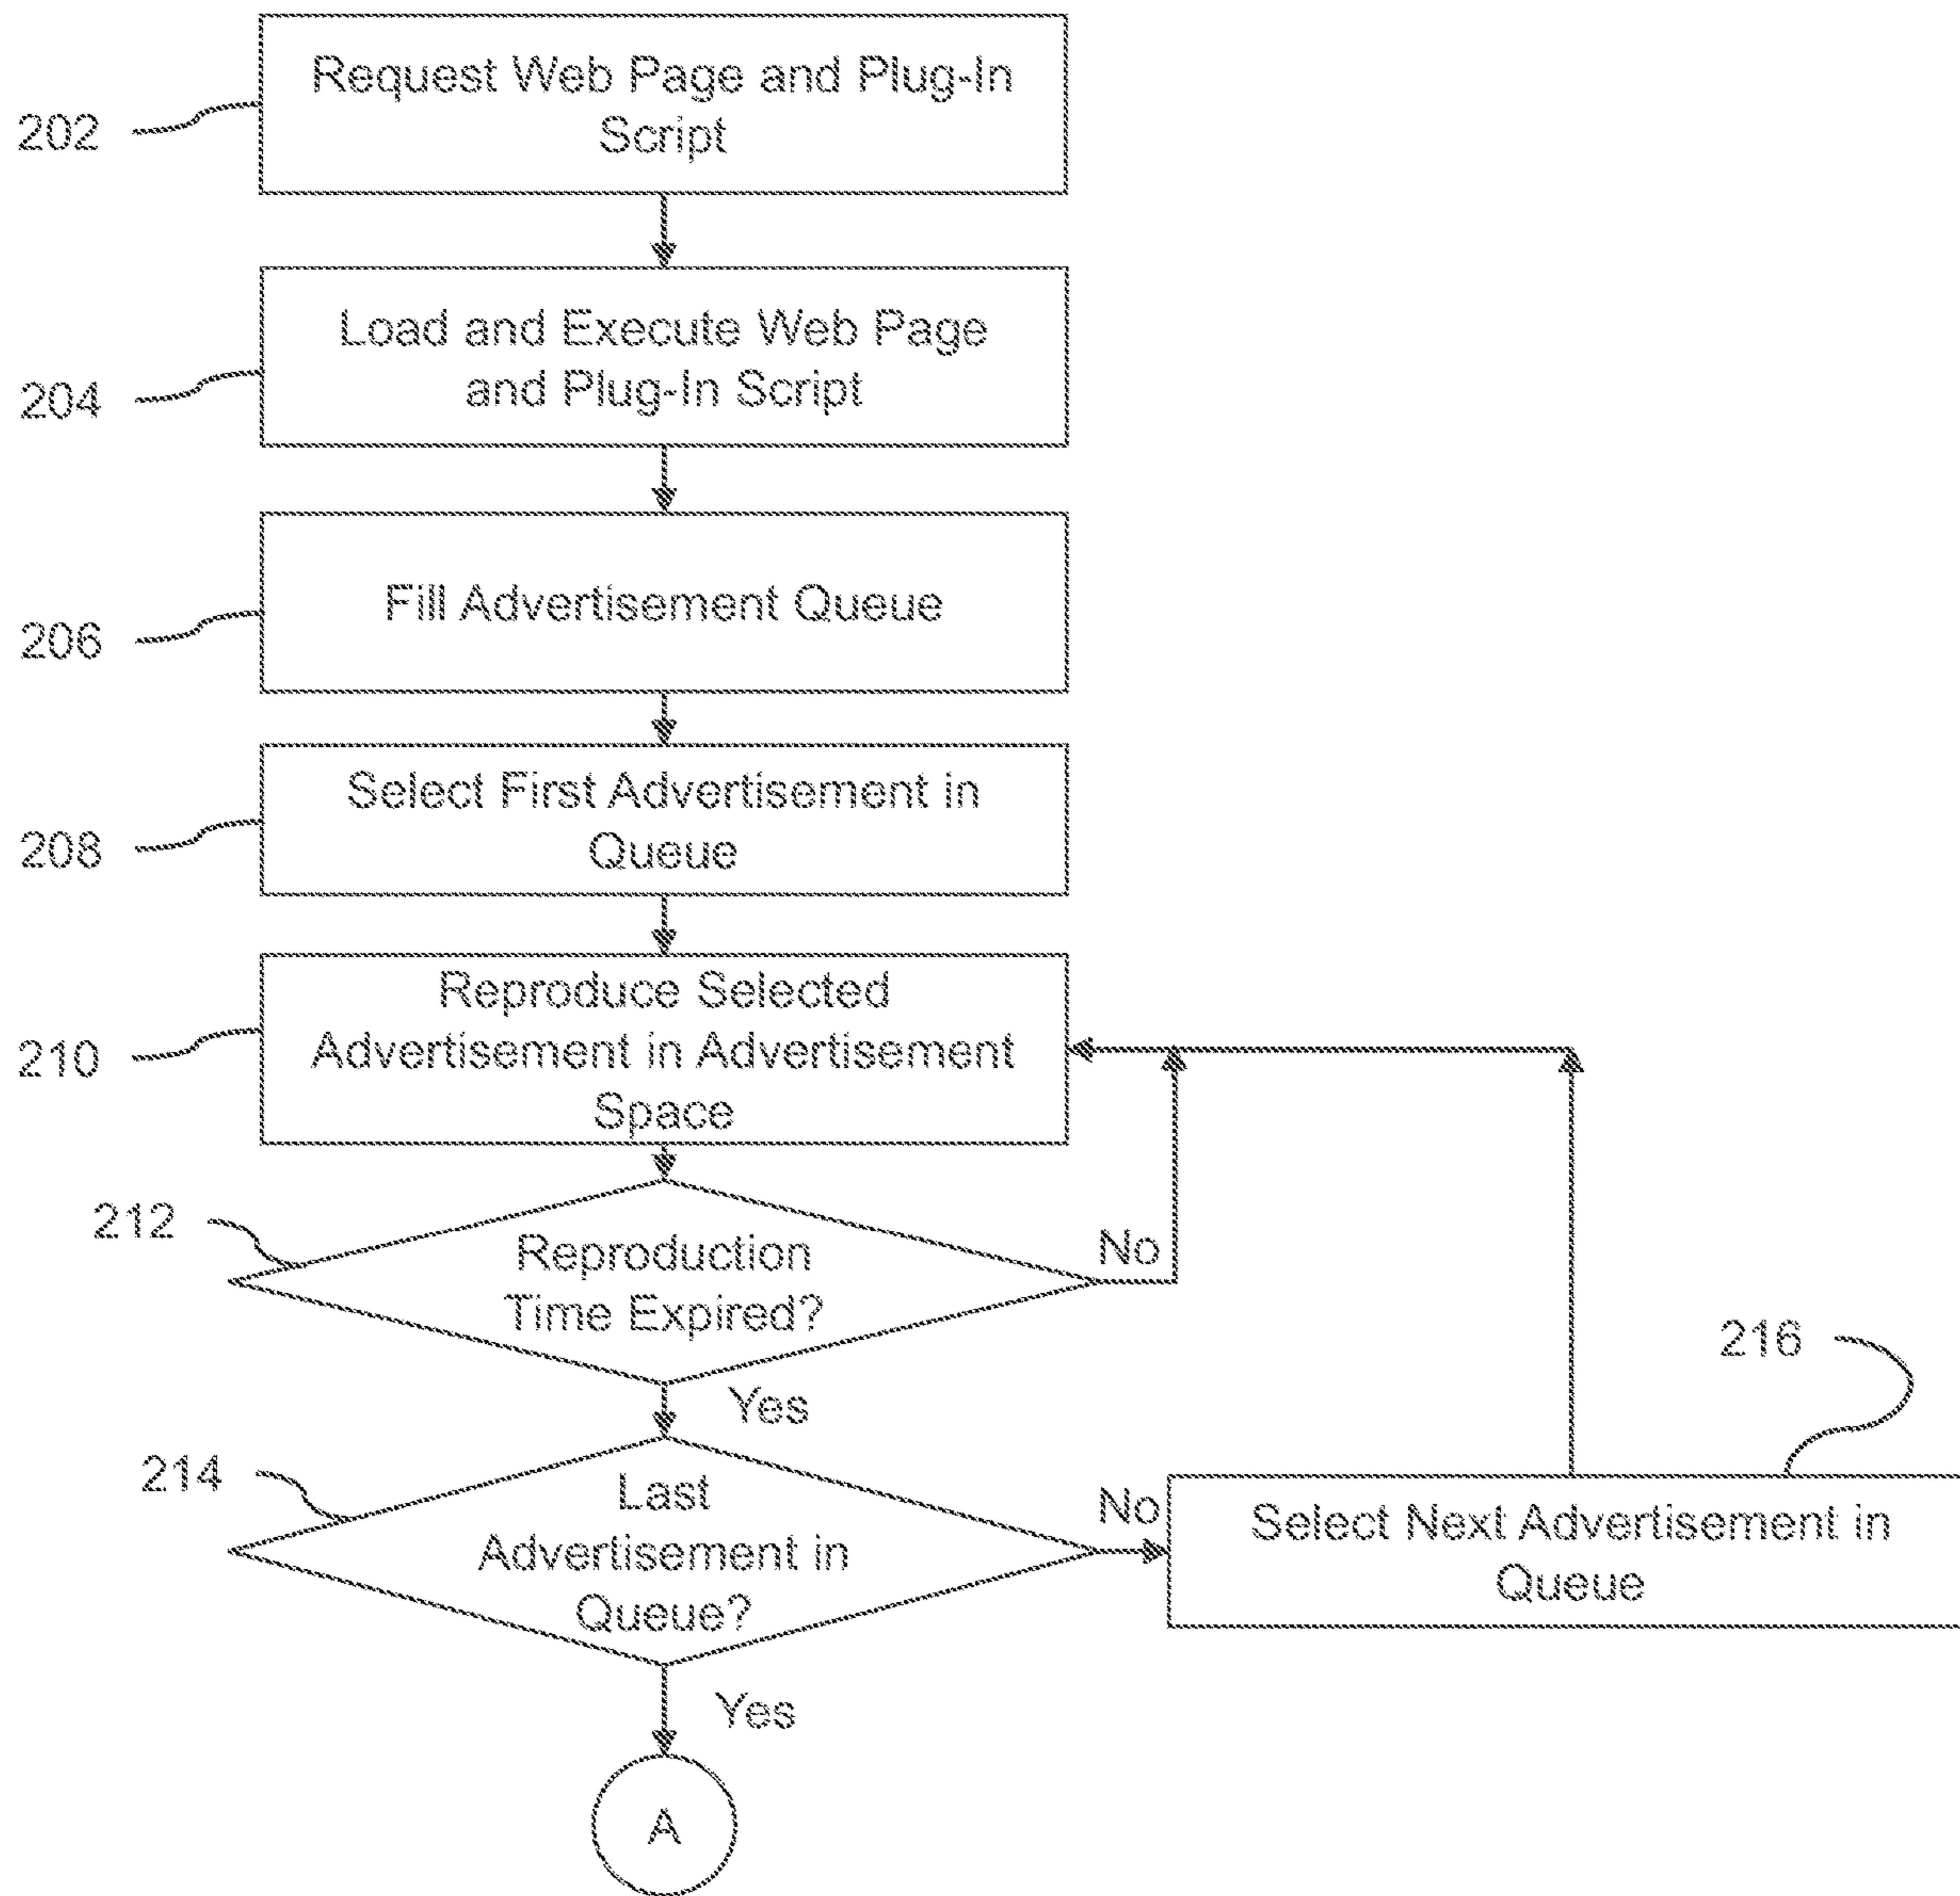 Request Web Page and Plug-In
Script
202
Load and Execute Web Page
and Plug-In Script
204
Fill Advertisement Queue
206
Select First Advertisement in
Queue
208
Reproduce Selected
Advertisement in Advertisement
Space
210
212
Reproduction
Time Expired?
No
Yes
216
214
Last
Advertisement in
Queue?
No
Select Next Advertisement in
Queue
Yes
A